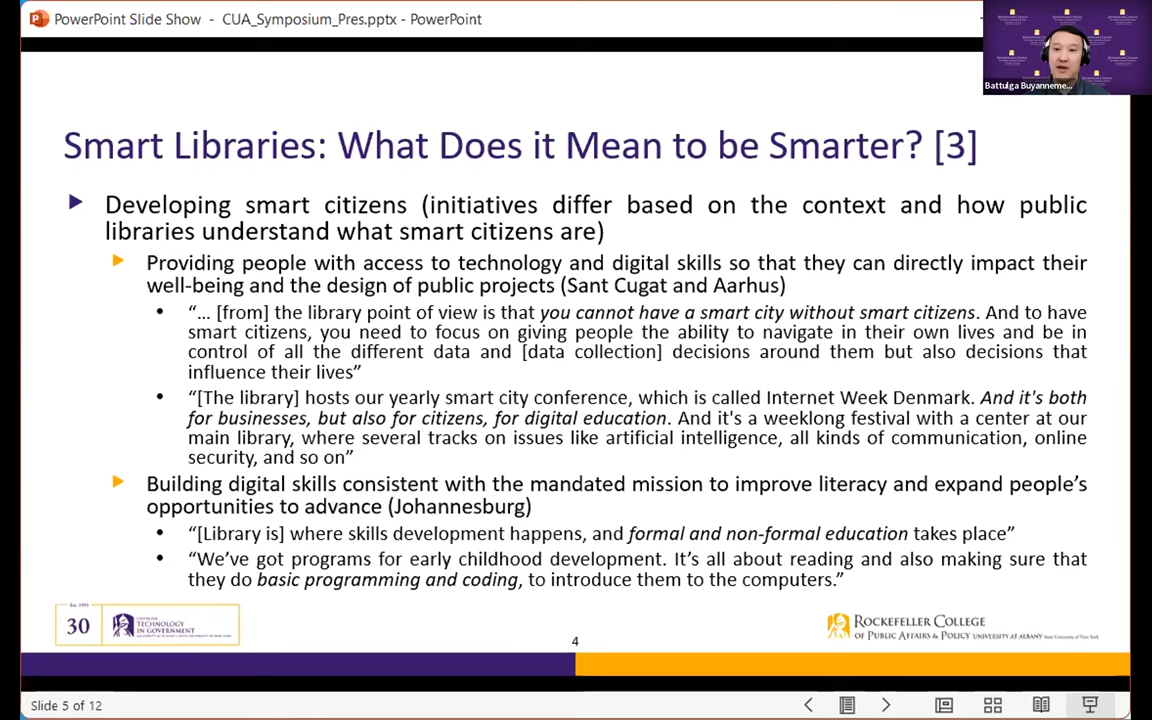 PowerPoint Slide Show - CUA_Symposium_Pres.pptx - PowerPoint
Battulga Buyanneme...
Smart Libraries: What Does it Mean to be Smarter? [3]
Developing smart citizens (initiatives differ based on the context and how public
libraries understand what smart citizens are)
Providing people with access to technology and digital skills so that they can directly impact their
well-being and the design of public projects (Sant Cugat and Aarhus)
• “… [from] the library point of view is that you cannot have a smart city without smart citizens. And to have
smart citizens, you need to focus on giving people the ability to navigate in their own lives and be in
control of all the different data and [data collection] decisions around them but also decisions that
influence their lives”
• “[The library] hosts our yearly smart city conference, which is called Internet Week Denmark. And it's both
for businesses, but also for citizens, for digital education. And it's a weeklong festival with a center at our
main library, where several tracks on issues like artificial intelligence, all kinds of communication, online
security, and so on”
Building digital skills consistent with the mandated mission to improve literacy and expand people’s
opportunities to advance (Johannesburg)
• “[Library is] where skills development happens, and formal and non-formal education takes place”
• “We’ve got programs for early childhood development. It’s all about reading and also making sure that
they do basic programming and coding, to introduce them to the computers.”
Est. 1993
30
CENTER FOR
TECHNOLOGY
IN GOVERNMENT
4
ROCKEFELLER COLLEGE
OF PUBLIC AFFAIRS & POLICY UNIVERSITY AT ALBANY State University of New York
Slide 5 of 12